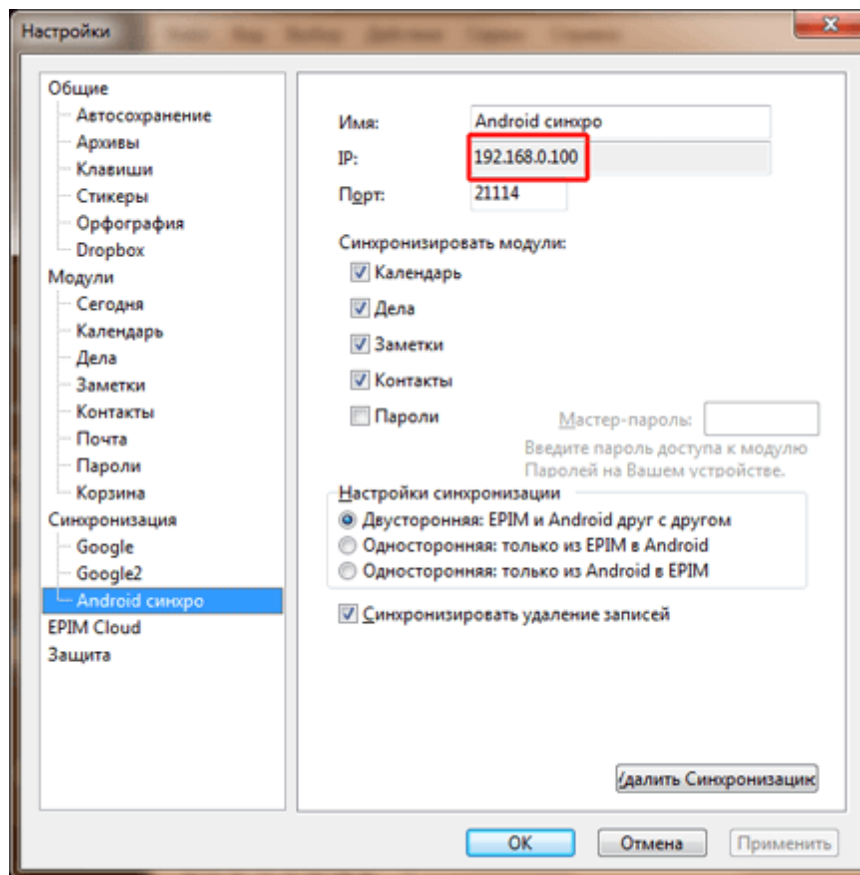 Настройки
Общие
Автосохранение
Архивы
Клавиши
Стикеры
Орфография
Dropbox
Модули
Сегодня
Календарь
Дела
Заметки
Контакты
Почта
Пароли
Корзина
Синхронизация
Google
Google2
Android синхро
EPIM Cloud
Защита
Имя: Android синхро
IP: 192.168.0.100
Порт: 21114
Синхронизировать модули:
Календарь
Дела
Заметки
Контакты
Пароли Мастер-пароль:
Введите пароль доступа к модулю
Паролей на Вашем устройстве.
Настройки синхронизации
Двусторонняя: EPIM и Android друг с другом
Односторонняя: только из EPIM в Android
Односторонняя: только из Android в EPIM
Синхронизировать удаление записей
далить Синхронизацик
OK Отмена Применить